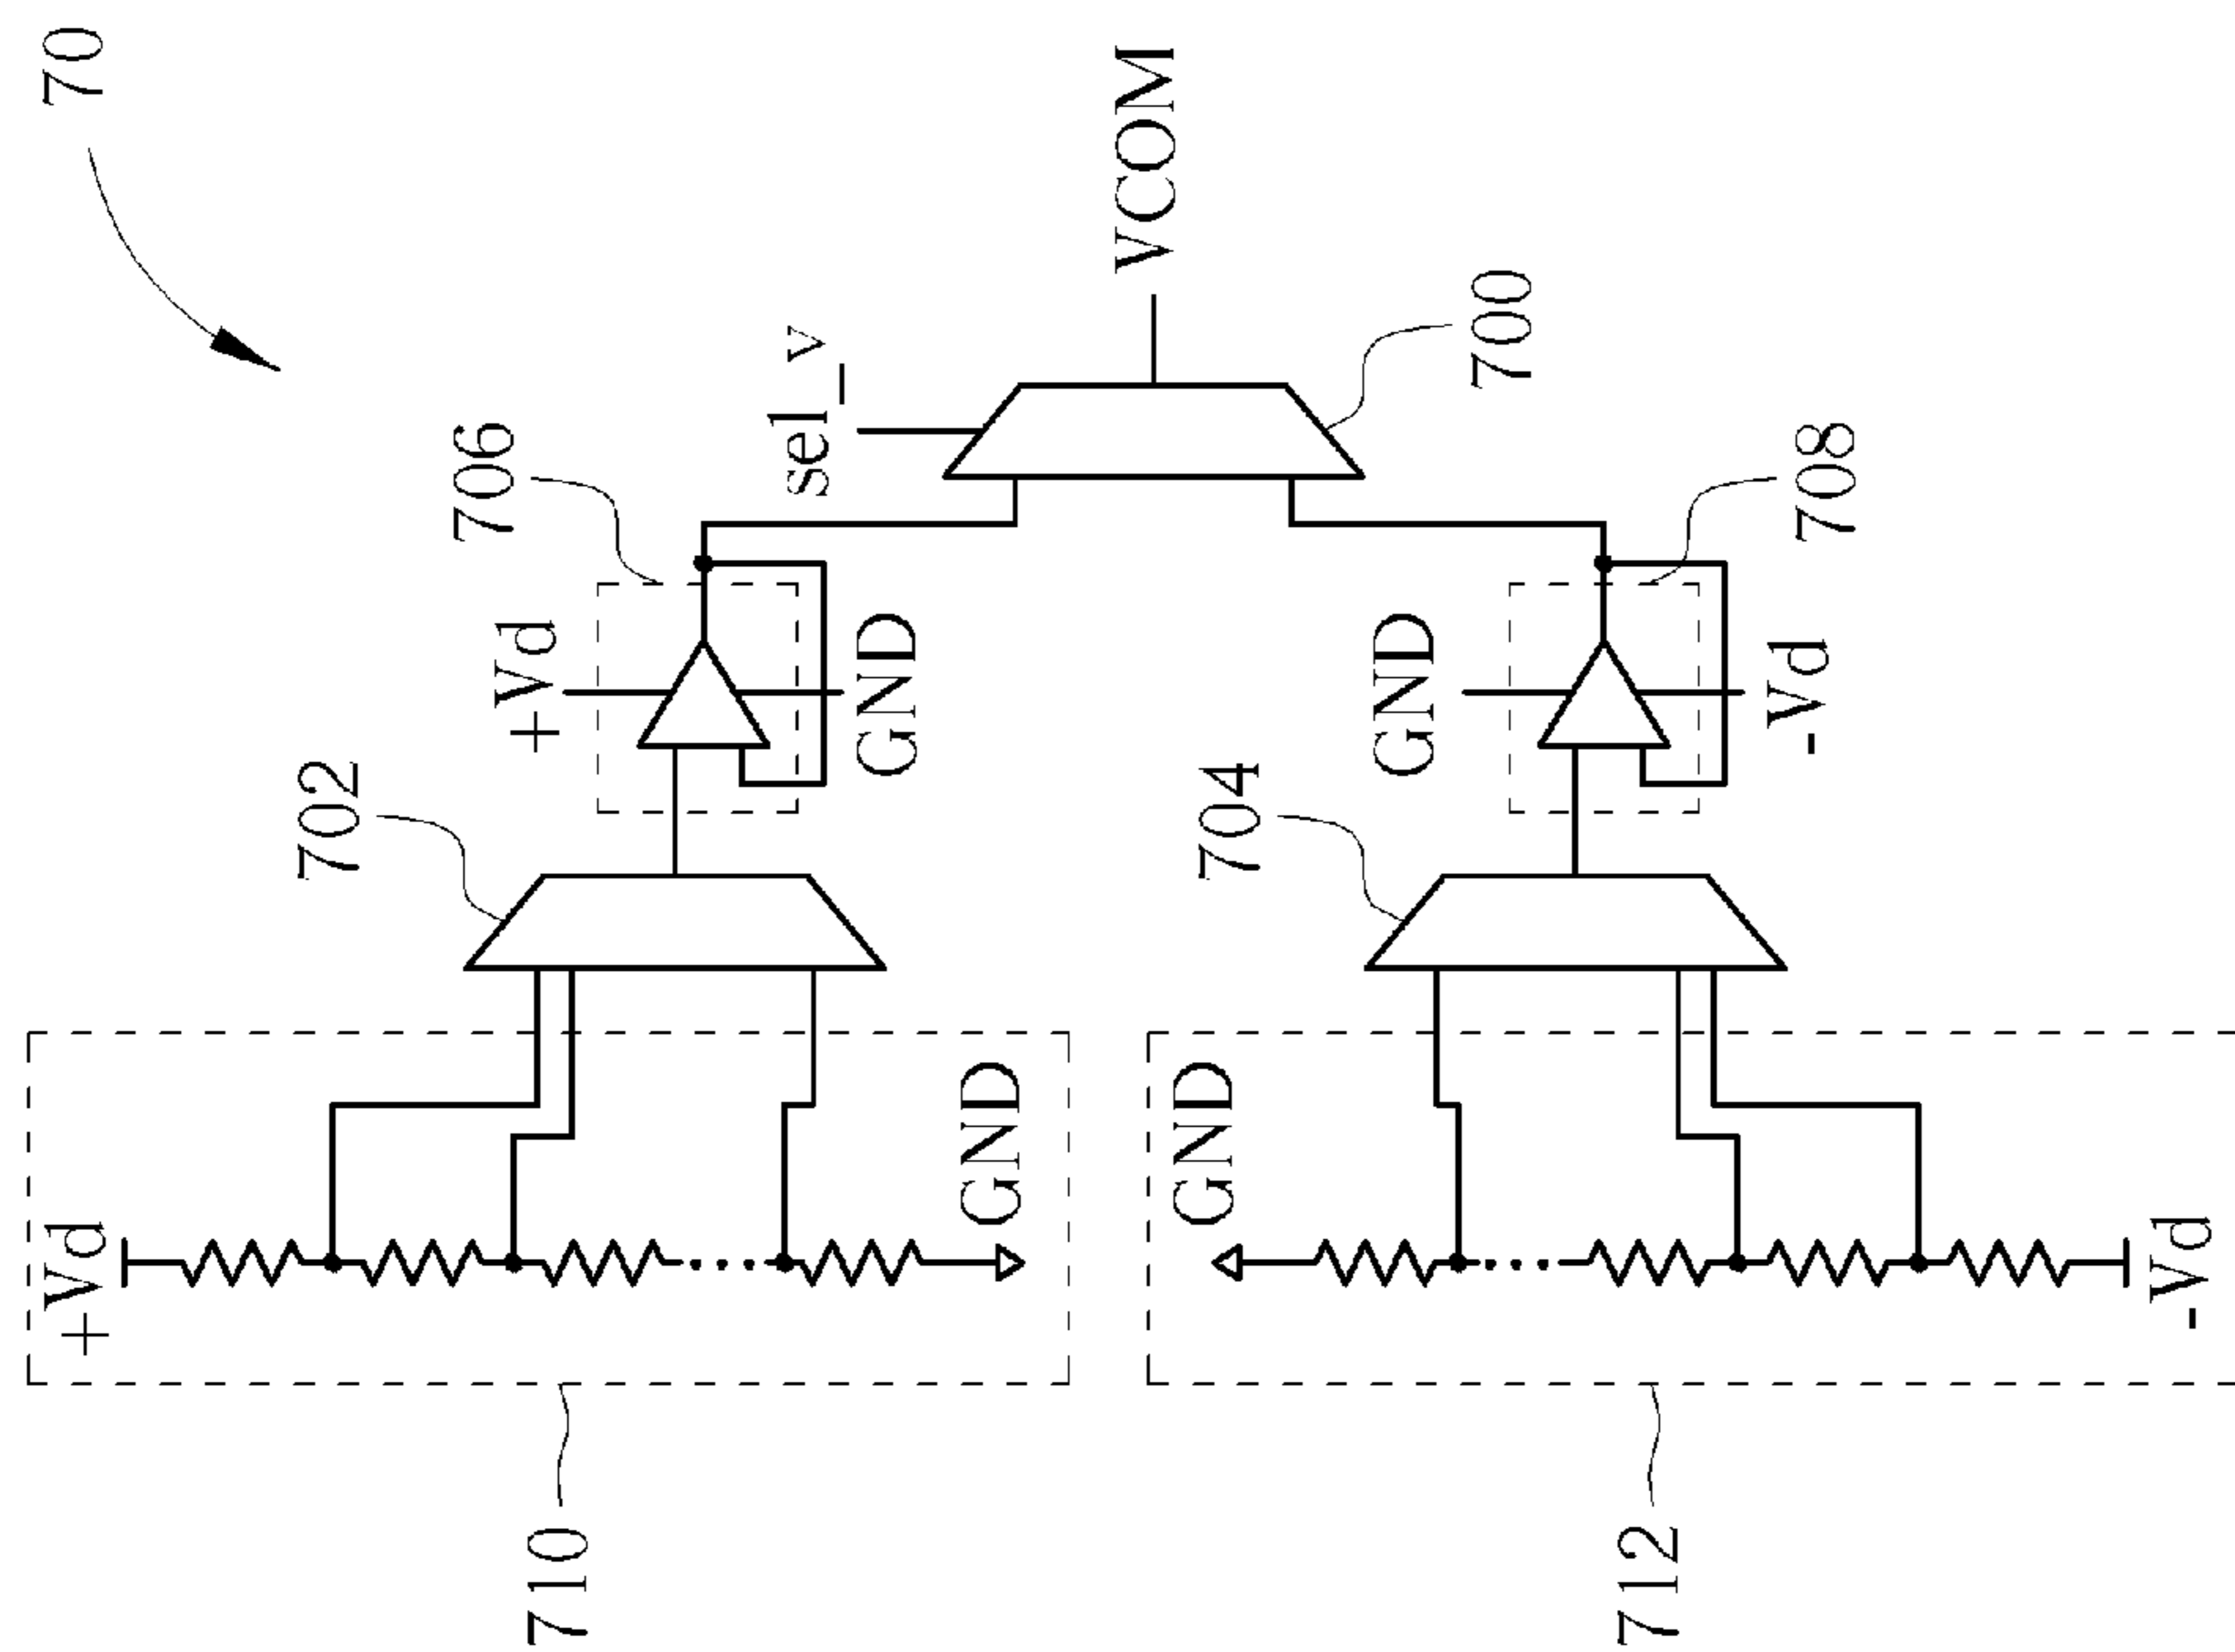 70
VCOM
sel_v
700
706
+Vd
GND
708
GND
-Vd
702
704
+Vd
GND
GND
-Vd
710
712